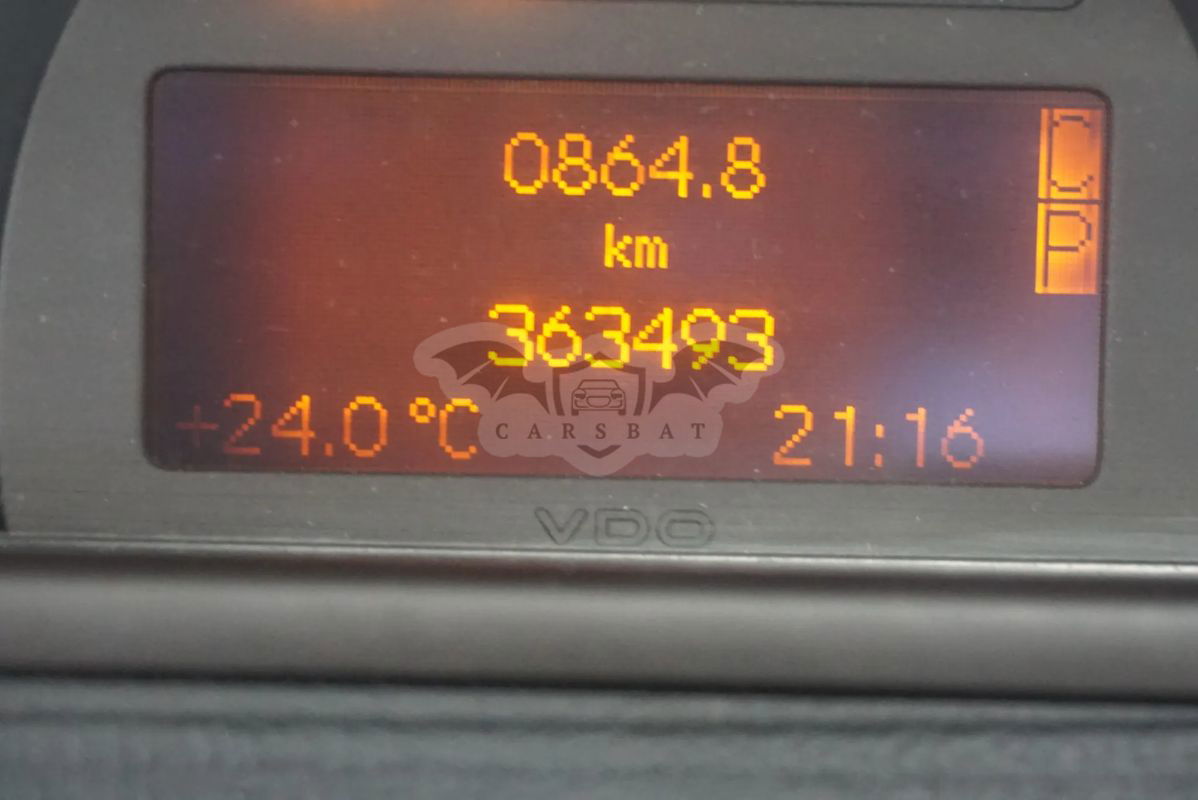 0864.8
C
km
P
363493
+24.0 °C 21:16
CARSBAT
VDO